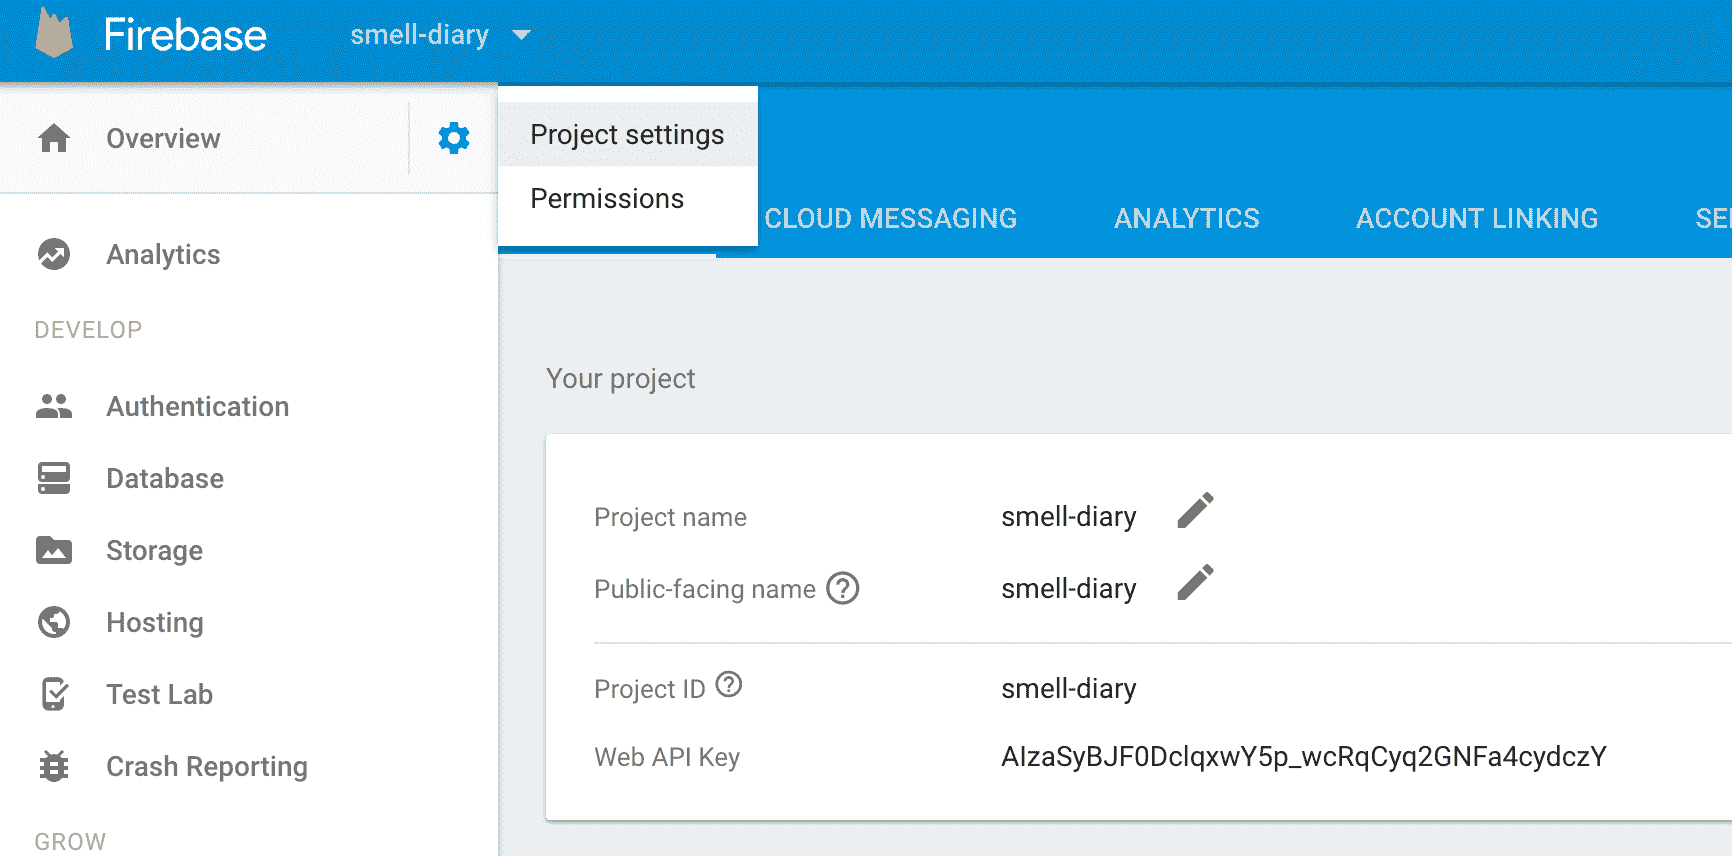 Firebase
smell-diary
Overview
Project settings
Permissions
CLOUD MESSAGING
ANALYTICS
ACCOUNT LINKING
SE
Analytics
DEVELOP
Authentication
Database
Storage
Hosting
Test Lab
Crash Reporting
GROW
Your project
Project name
smell-diary
Public-facing name ?
smell-diary
Project ID ?
smell-diary
Web API Key
AIzaSyBJF0DclqxwY5p_wcRqCyq2GNFa4cydczY